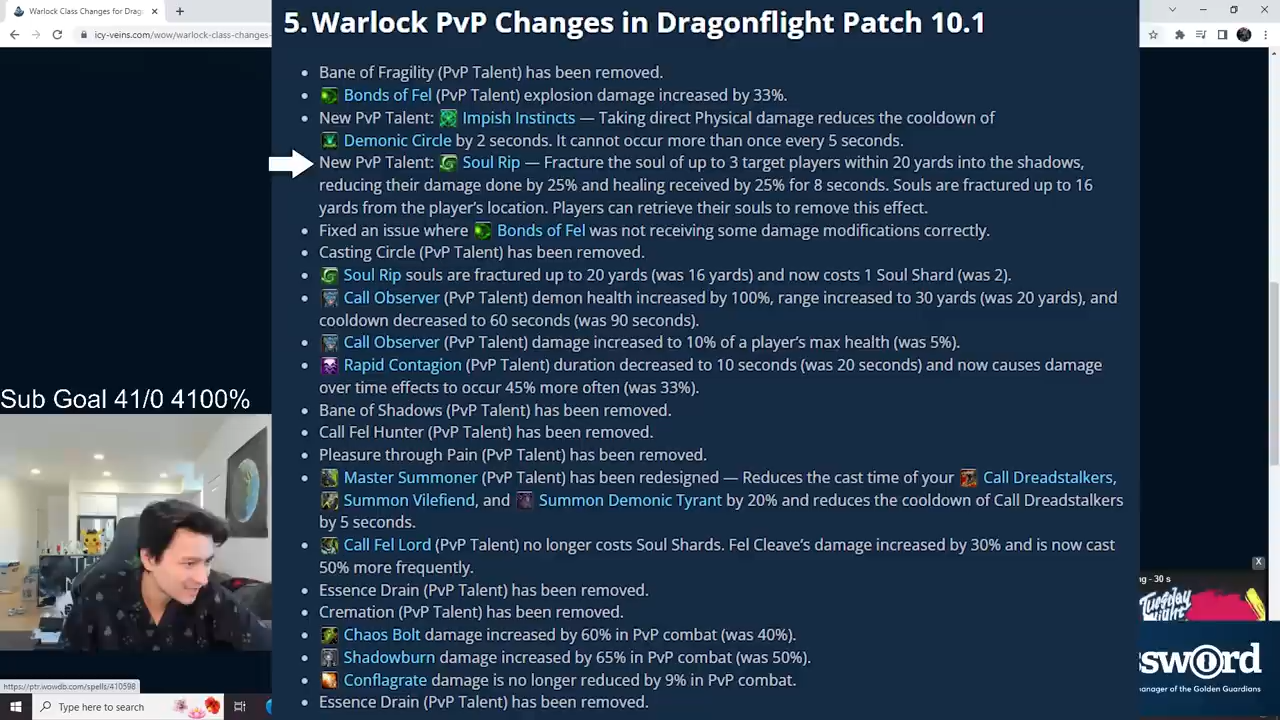 Warlock Class Changes for Drag
icy-veins.com/wow/warlock-class-changes-
5. Warlock PvP Changes in Dragonflight Patch 10.1
Bane of Fragility (PvP Talent) has been removed.
Bonds of Fel (PvP Talent) explosion damage increased by 33%.
New PvP Talent: Impish Instincts — Taking direct Physical damage reduces the cooldown of
Demonic Circle by 2 seconds. It cannot occur more than once every 5 seconds.
New PvP Talent: Soul Rip — Fracture the soul of up to 3 target players within 20 yards into the shadows,
reducing their damage done by 25% and healing received by 25% for 8 seconds. Souls are fractured up to 16
yards from the player's location. Players can retrieve their souls to remove this effect.
Fixed an issue where Bonds of Fel was not receiving some damage modifications correctly.
Casting Circle (PvP Talent) has been removed.
Soul Rip souls are fractured up to 20 yards (was 16 yards) and now costs 1 Soul Shard (was 2).
Call Observer (PvP Talent) demon health increased by 100%, range increased to 30 yards (was 20 yards), and
cooldown decreased to 60 seconds (was 90 seconds).
Call Observer (PvP Talent) damage increased to 10% of a player's max health (was 5%).
Rapid Contagion (PvP Talent) duration decreased to 10 seconds (was 20 seconds) and now causes damage
over time effects to occur 45% more often (was 33%).
Bane of Shadows (PvP Talent) has been removed.
Call Fel Hunter (PvP Talent) has been removed.
Pleasure through Pain (PvP Talent) has been removed.
Master Summoner (PvP Talent) has been redesigned — Reduces the cast time of your Call Dreadstalkers,
Summon Vilefiend, and Summon Demonic Tyrant by 20% and reduces the cooldown of Call Dreadstalkers
by 5 seconds.
Call Fel Lord (PvP Talent) no longer costs Soul Shards. Fel Cleave's damage increased by 30% and is now cast
50% more frequently.
Essence Drain (PvP Talent) has been removed.
Cremation (PvP Talent) has been removed.
Chaos Bolt damage increased by 60% in PvP combat (was 40%).
Shadowburn damage increased by 65% in PvP combat (was 50%).
Conflagrate damage is no longer reduced by 9% in PvP combat.
Essence Drain (PvP Talent) has been removed.
Sub Goal 41/0 4100%
https://ptr.wowdb.com/spells/410598
Type here to search
X
ng - 30 s
Tuesday
sword
manager of the Golden Guardians